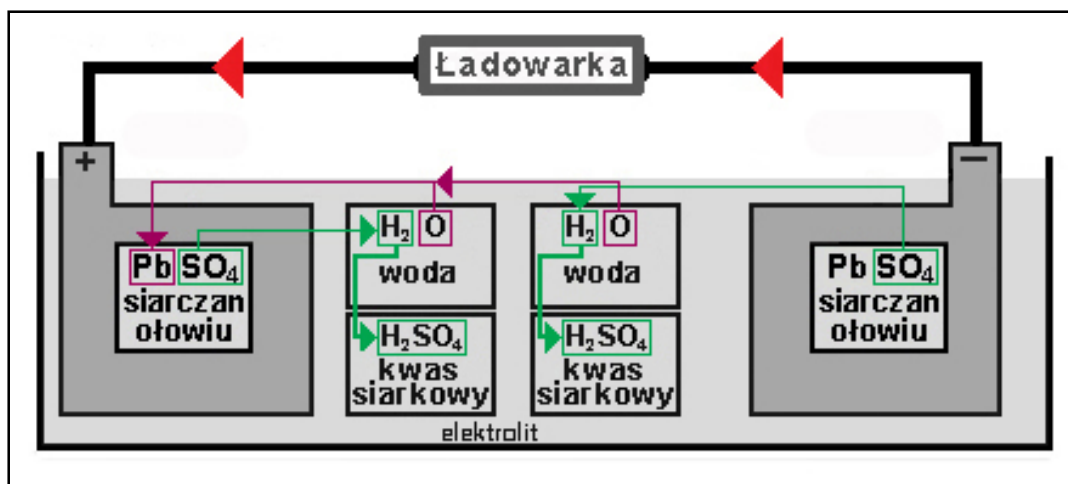 Ładowarka
+
−
H₂ O
woda
H₂ O
woda
Pb SO₄
siarczan
ołowiu
Pb SO₄
siarczan
ołowiu
H₂SO₄
kwas
siarkowy
H₂SO₄
kwas
siarkowy
elektrolit